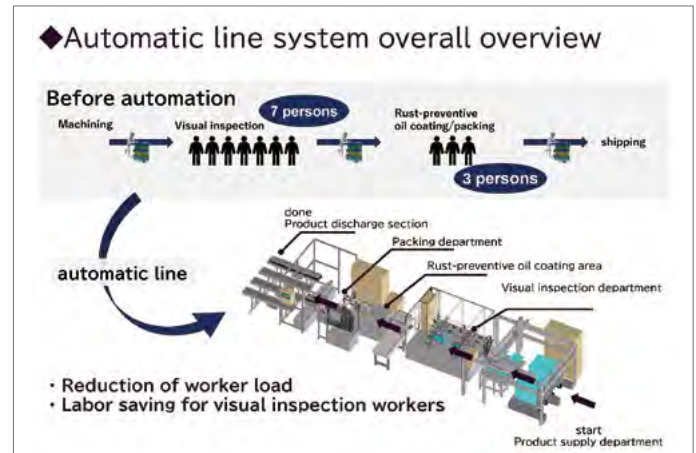 ◆Automatic line system overall overview
Before automation
7 persons
Machining
Visual inspection
Rust-preventive
oil coating/packing
shipping
3 persons
done
Product discharge section
Packing department
Rust-preventive oil coating area
Visual inspection department
automatic line
・Reduction of worker load
・Labor saving for visual inspection workers
start
Product supply department